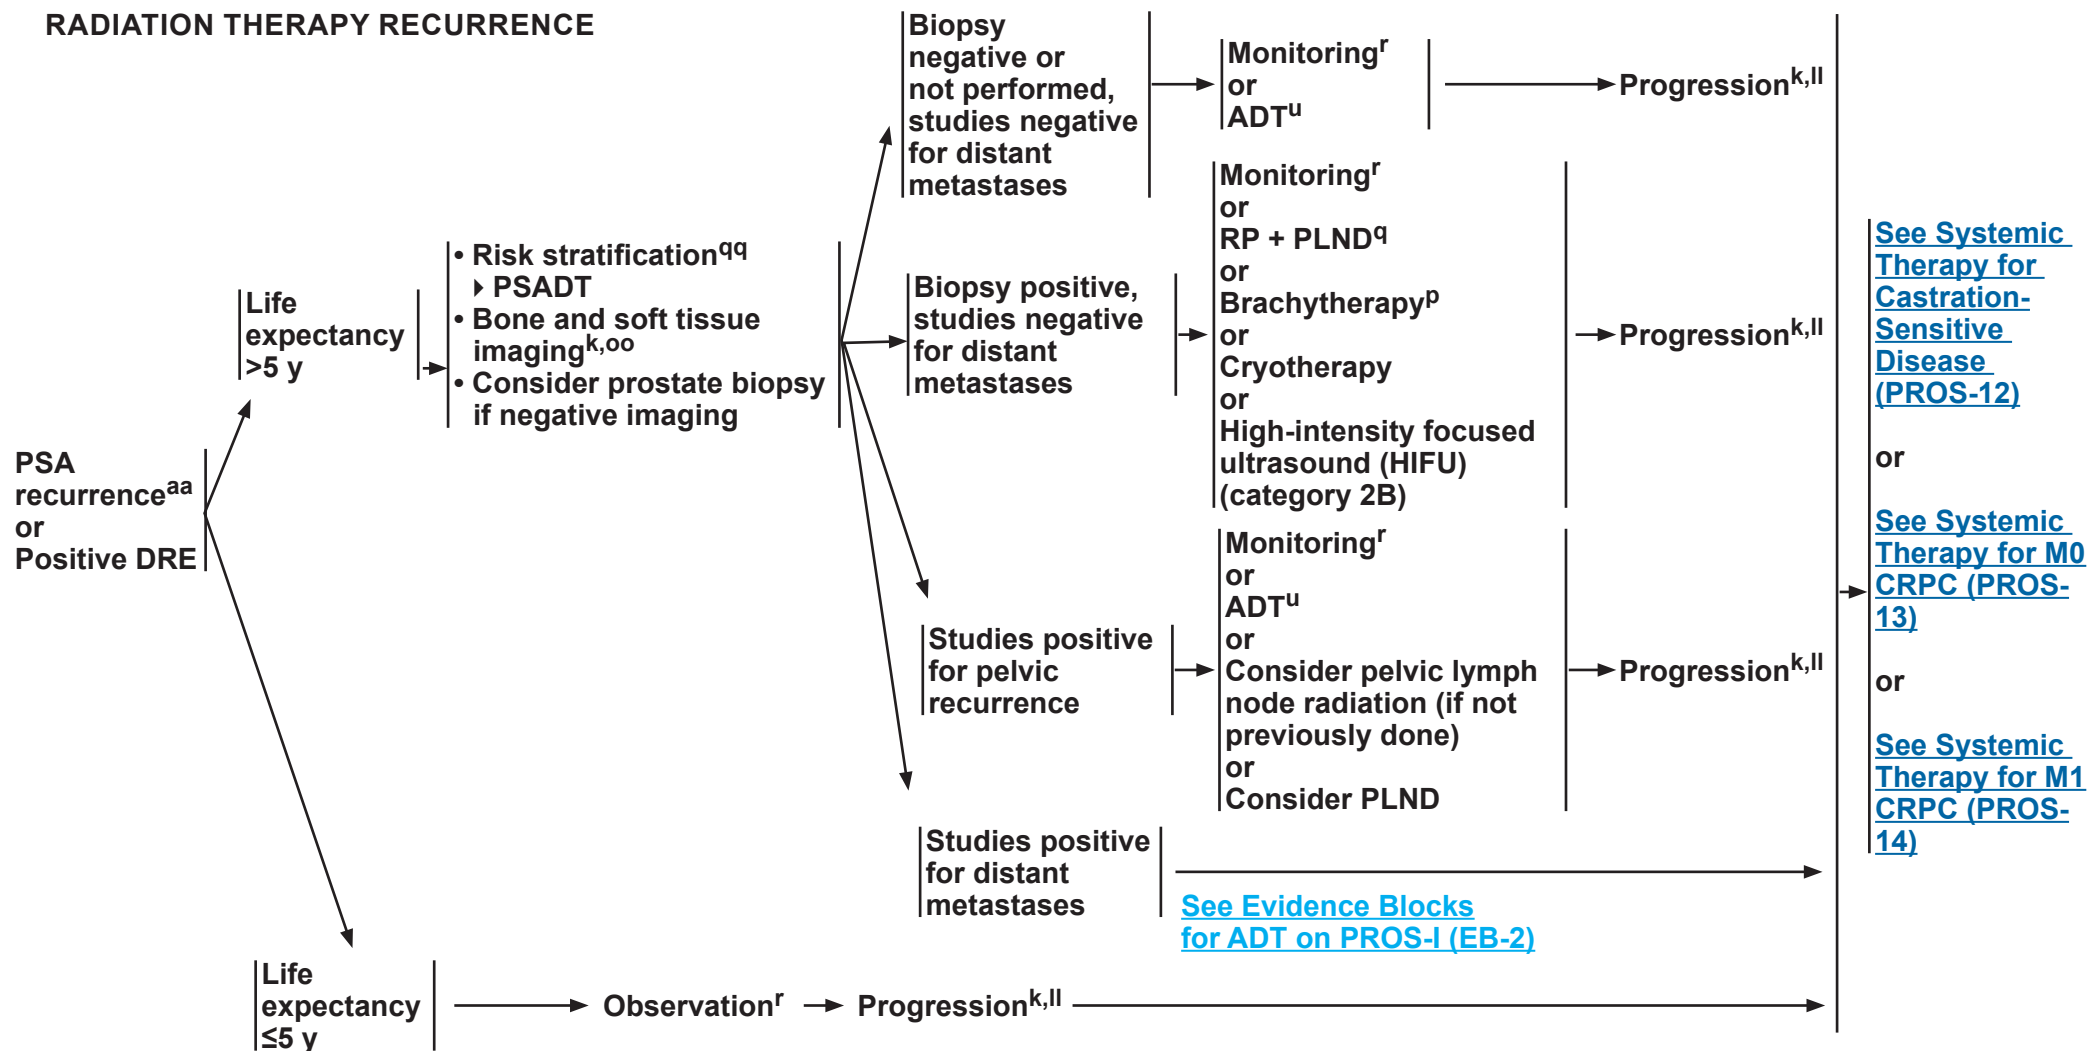 RADIATION THERAPY RECURRENCE
PSA
recurrenceaa
or
Positive DRE
Life
expectancy
>5 y
• Risk stratificationqq
▸ PSADT
• Bone and soft tissue
imagingk,oo
• Consider prostate biopsy
if negative imaging
Biopsy
negative or
not performed,
studies negative
for distant
metastases
Monitoringr
or
ADTu
Progressionk,ll
Biopsy positive,
studies negative
for distant
metastases
Monitoringr
or
RP + PLNDq
or
Brachytherapyp
or
Cryotherapy
or
High-intensity focused
ultrasound (HIFU)
(category 2B)
Progressionk,ll
Studies positive
for pelvic
recurrence
Monitoringr
or
ADTu
or
Consider pelvic lymph
node radiation (if not
previously done)
or
Consider PLND
Progressionk,ll
Studies positive
for distant
metastases
See Evidence Blocks
for ADT on PROS-I (EB-2)
Life
expectancy
≤5 y
Observationr
Progressionk,ll
See Systemic
Therapy for
Castration-
Sensitive
Disease
(PROS-12)
or
See Systemic
Therapy for M0
CRPC (PROS-
13)
or
See Systemic
Therapy for M1
CRPC (PROS-
14)